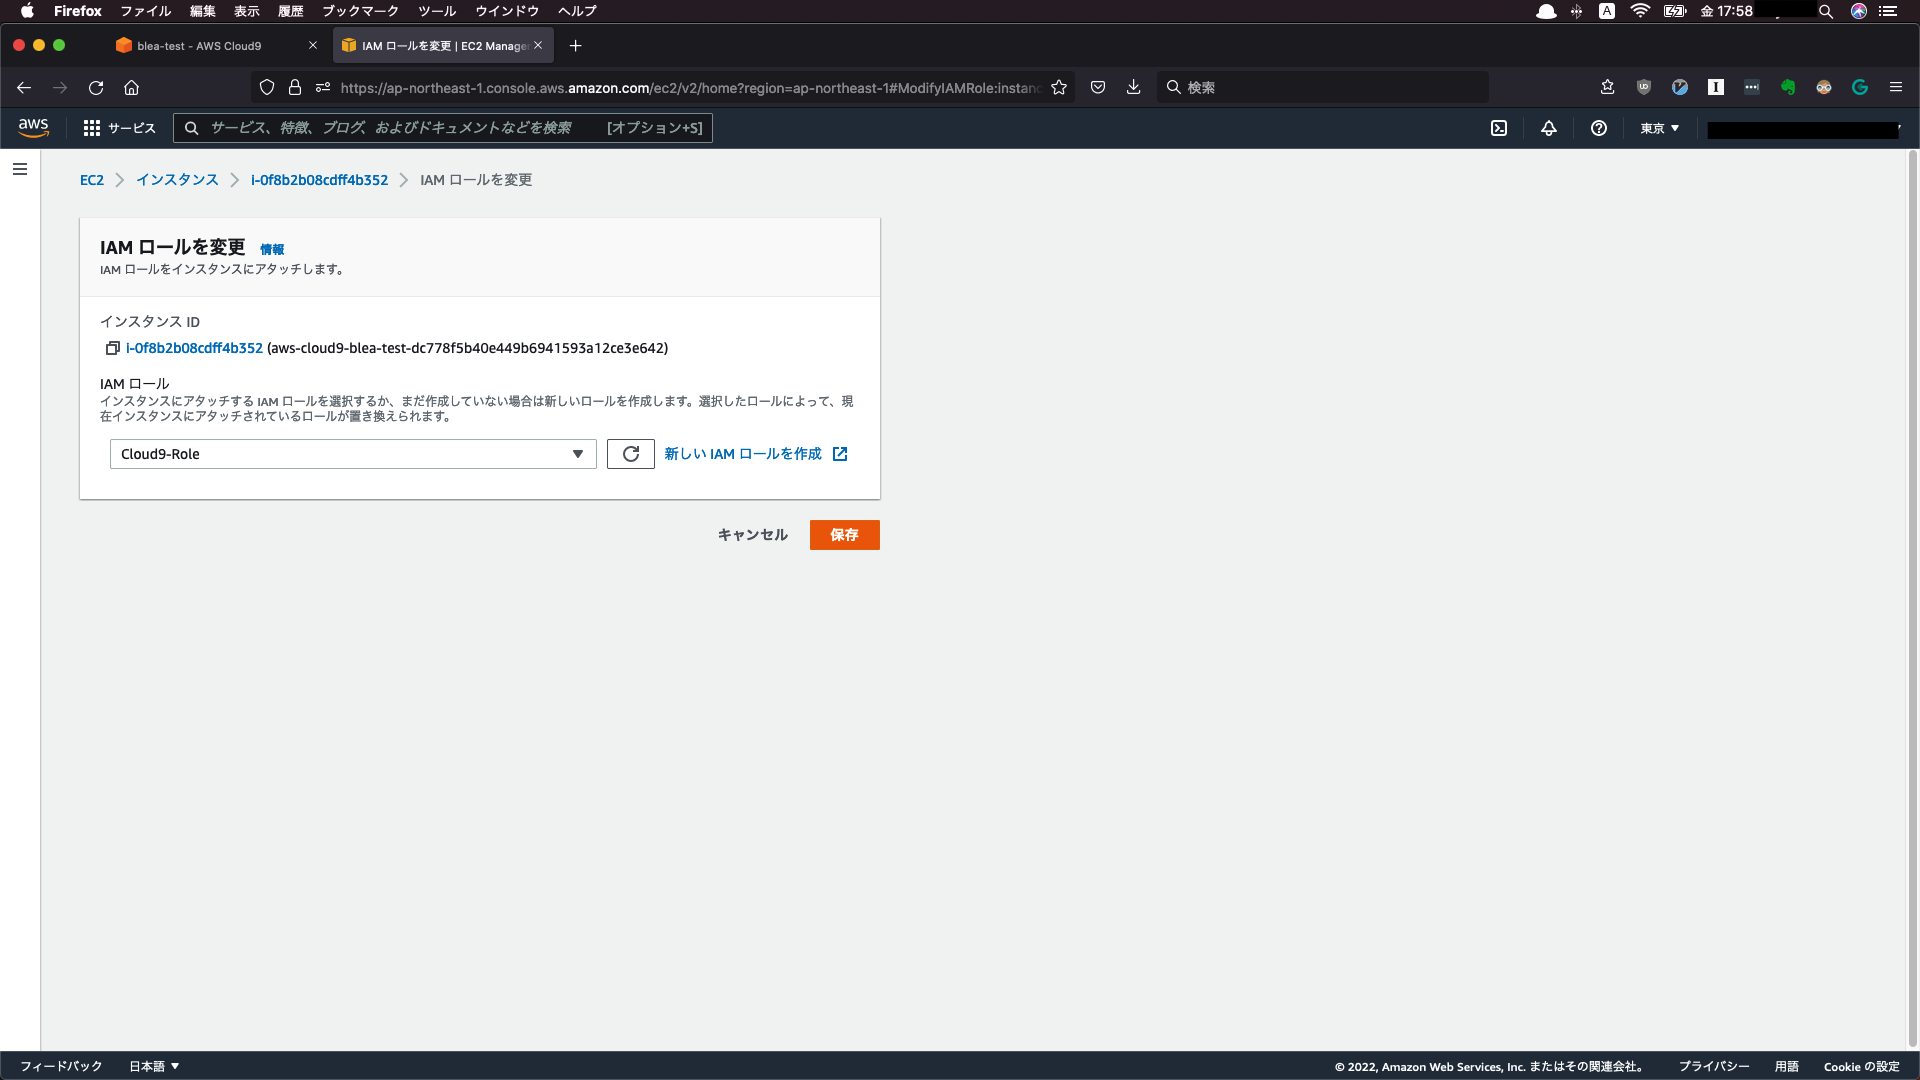 Firefox ファイル 編集 表示 履歴 ブックマーク ツール ウインドウ ヘルプ A 金 17:58
blea-test - AWS Cloud9
IAM ロールを変更 | EC2 Manage
https://ap-northeast-1.console.aws.amazon.com/ec2/v2/home?region=ap-northeast-1#ModifyIAMRole:instanc
検索
aws サービス サービス、特徴、ブログ、およびドキュメントなどを検索 [オプション+S] 東京
EC2 インスタンス i-0f8b2b08cdff4b352 IAM ロールを変更
IAM ロールを変更 情報
IAM ロールをインスタンスにアタッチします。
インスタンス ID
i-0f8b2b08cdff4b352 (aws-cloud9-blea-test-dc778f5b40e449b6941593a12ce3e642)
IAM ロール
インスタンスにアタッチする IAM ロールを選択するか、まだ作成していない場合は新しいロールを作成します。選択したロールによって、現
在インスタンスにアタッチされているロールが置き換えられます。
Cloud9-Role 新しい IAM ロールを作成
キャンセル 保存
フィードバック 日本語 © 2022, Amazon Web Services, Inc. またはその関連会社。 プライバシー 用語 Cookie の設定